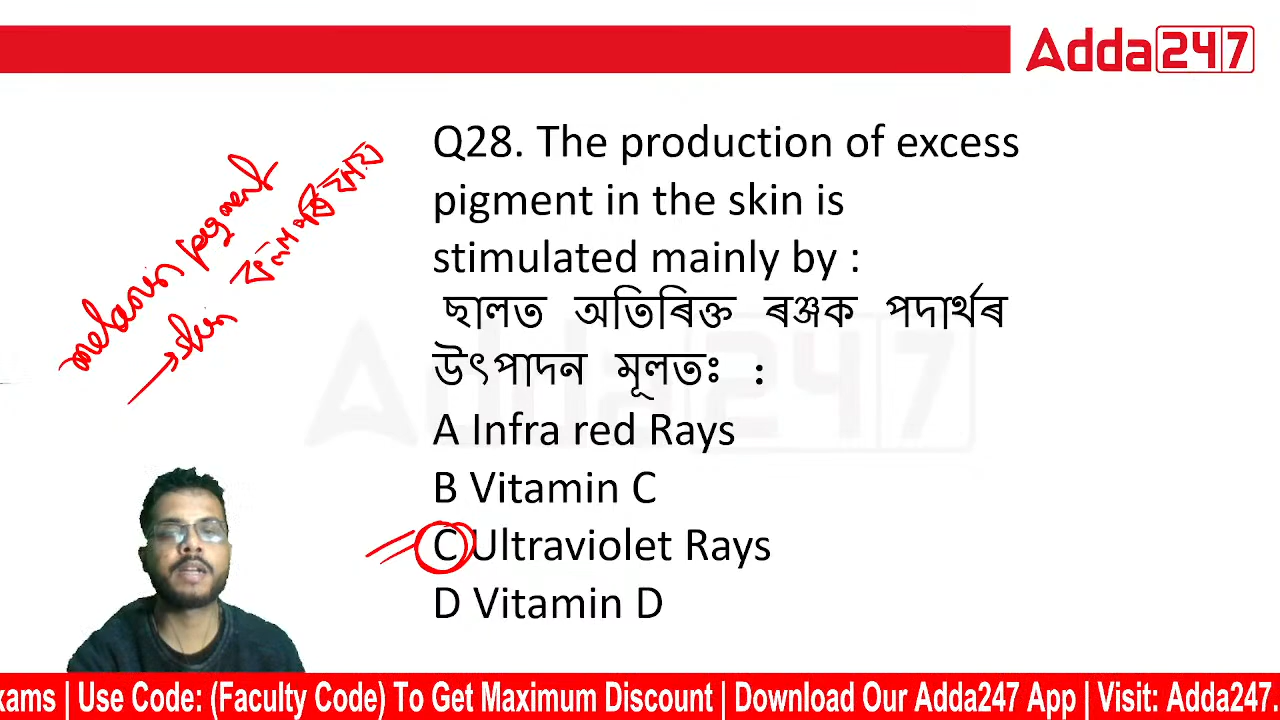 Adda247
Q28. The production of excess
pigment in the skin is
stimulated mainly by :
ছালত অতিৰিক্ত ৰঞ্জক পদাৰ্থৰ
উৎপাদন মূলতঃ :
A Infra red Rays
B Vitamin C
C Ultraviolet Rays
D Vitamin D
melanin pigment
→ skin
Adda247
xams | Use Code: (Faculty Code) To Get Maximum Discount | Download Our Adda247 App | Visit: Adda247.